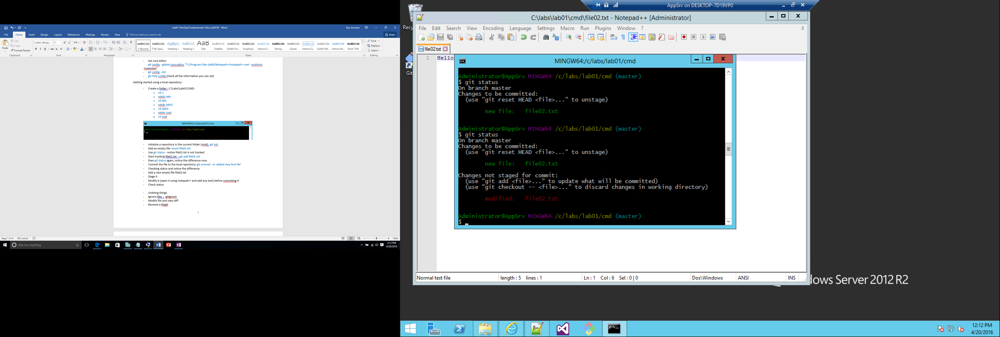 Lab01-DevOpsFundamentals-GitLocalSCM - Word
Ilias Jennane
File Home Insert Design Layout References Mailings Review View Tell me what you want to do
Share
Paste
Cut
Copy
Format Painter
Calibri (Body) 11
Clipboard Font Paragraph Styles Editing
AaBbCcDc ¶ Normal
AaBbCcDc ¶ No Spac...
AaBbCc Heading 1
AaBbCcC Heading 2
AaB Title
AaBbCcD Subtitle
AaBbCcDc Subtle Em...
AaBbCcDc Emphasis
AaBbCcDc Intense E...
AaBbCcDc Strong
AaBbCcDc Quote
AaBbCcDc Intense Q...
AaBbCcDc Subtle Ref...
AaBbCcDc Intense Re...
AaBbCcDc Book Title
Find
Replace
Select
- Set core editor
git config --global core.editor "'C:/Program Files (x86)/Notepad++/notepad++.exe' -multiInst
-nosession"
- git config --list
- git help config (check all the information you can set)
Getting started using a local repository:
- Create a folder : C:\Labs\Lab01\CMD:
o cd c:
o mkdir labs
o cd labs
o mkdir lab01
o cd lab01
o mkdir cmd
o cd cmd
MINGW64:/c/labs/lab01/cmd
Administrator@AppSrv MINGW64 /c/labs/lab01/cmd
$
- Initialize a repository in the current folder (cmd) : git init
- Add an empty file: touch file01.txt
- Use git status - notice file01.txt is not tracked
- Start tracking file01.txt - git add file01.txt
- then git status again, notice the difference now.
- Commit the file to the local repository: git commit - m 'added very first file'
- Checking status and notice the difference.
- Add a new empty file file02.txt
- Stage it
- Modify it (open it using notepad++ and add any text) before commiting it
- Check status
- Undoing things
- Ignore files : .gitignore
- Modify file and view diff
- Remove a filegit
7
Page 7 of 9 952 words
100%
Ask me anything
3:12 PM
4/20/2016
AppSrv on DESKTOP-7D19VP0
Recy
Git
C:\labs\lab01\cmd\file02.txt - Notepad++ [Administrator]
File Edit Search View Encoding Language Settings Macro Run Plugins Window ? X
file02.txt
1 Hello
MINGW64:/c/labs/lab01/cmd
Administrator@AppSrv MINGW64 /c/labs/lab01/cmd (master)
$ git status
On branch master
Changes to be committed:
(use "git reset HEAD <file>..." to unstage)
new file: file02.txt
Administrator@AppSrv MINGW64 /c/labs/lab01/cmd (master)
$ git status
On branch master
Changes to be committed:
(use "git reset HEAD <file>..." to unstage)
new file: file02.txt
Changes not staged for commit:
(use "git add <file>..." to update what will be committed)
(use "git checkout -- <file>..." to discard changes in working directory)
modified: file02.txt
Administrator@AppSrv MINGW64 /c/labs/lab01/cmd (master)
$
Normal text file length : 5 lines : 1 Ln : 1 Col : 6 Sel : 0 | 0 Dos\Windows ANSI INS
dows Server 2012 R2
12:12 PM
4/20/2016